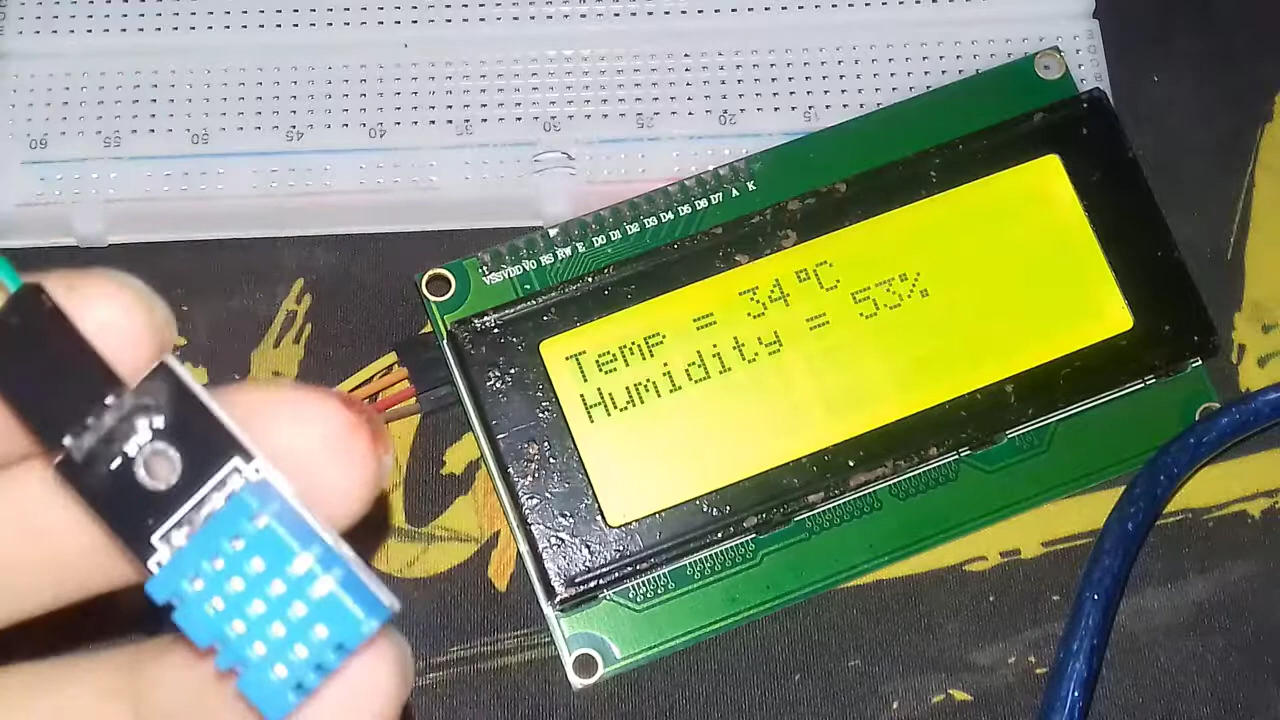 60 55 50 45 40 35 30 25 20 15
VSS VDD V0 RS RW E D0 D1 D2 D3 D4 D5 D6 D7 A K
Temp = 34°C
Humidity = 53%